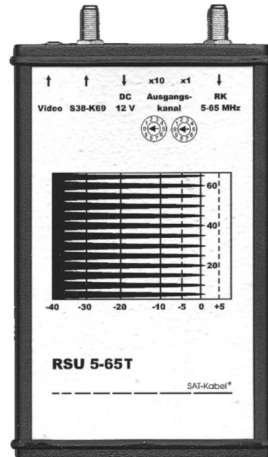 x10 x1
DC Ausgangs- RK
Video S38-K69 12 V kanal 5-65 MHz
60
40
20
-40 -30 -20 -10 -5 0 +5
RSU 5-65T
SAT-Kabel®